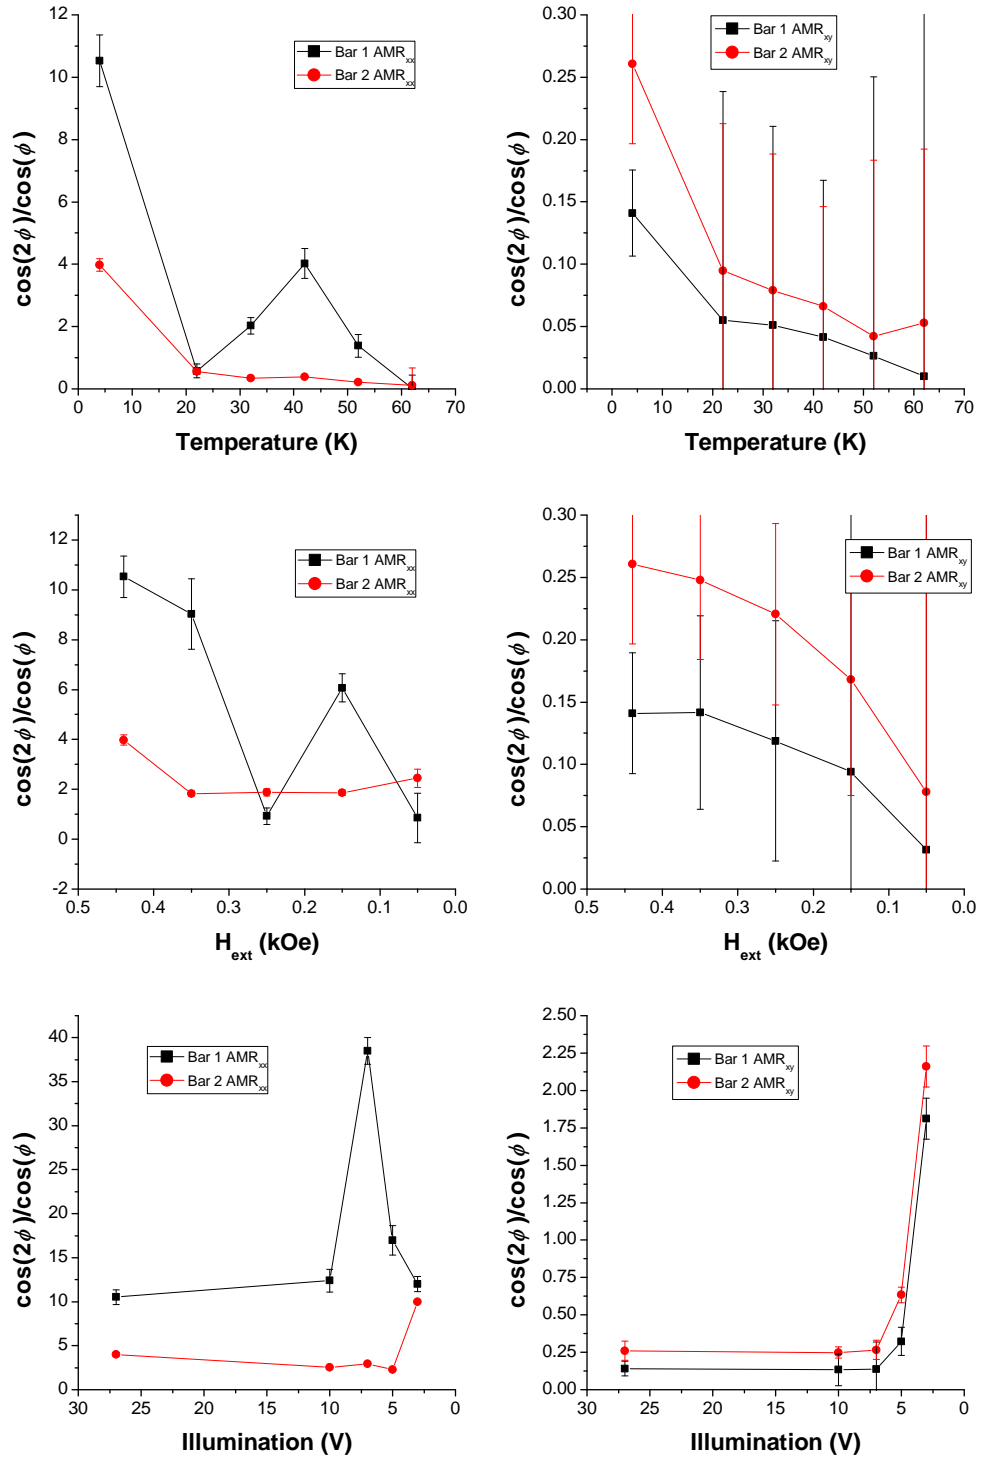 12
10
8
6
4
2
0
cos(2ϕ)/cos(ϕ)
Bar 1 AMRxx
Bar 2 AMRxx
0 10 20 30 40 50 60 70
Temperature (K)
0.30
0.25
0.20
0.15
0.10
0.05
0.00
cos(2ϕ)/cos(ϕ)
Bar 1 AMRxy
Bar 2 AMRxy
0 10 20 30 40 50 60 70
Temperature (K)
12
10
8
6
4
2
0
-2
cos(2ϕ)/cos(ϕ)
Bar 1 AMRxx
Bar 2 AMRxx
0.5 0.4 0.3 0.2 0.1 0.0
Hext (kOe)
0.30
0.25
0.20
0.15
0.10
0.05
0.00
cos(2ϕ)/cos(ϕ)
Bar 1 AMRxy
Bar 2 AMRxy
0.5 0.4 0.3 0.2 0.1 0.0
Hext (kOe)
40
35
30
25
20
15
10
5
0
cos(2ϕ)/cos(ϕ)
Bar 1 AMRxx
Bar 2 AMRxx
30 25 20 15 10 5 0
Illumination (V)
2.50
2.25
2.00
1.75
1.50
1.25
1.00
0.75
0.50
0.25
0.00
cos(2ϕ)/cos(ϕ)
Bar 1 AMRxy
Bar 2 AMRxy
30 25 20 15 10 5 0
Illumination (V)